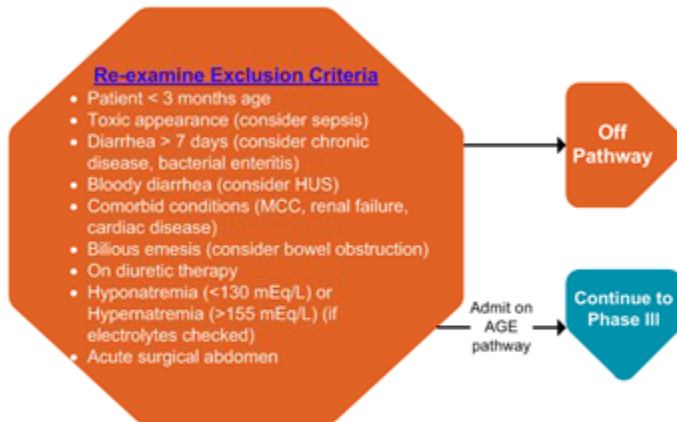 Re-examine Exclusion Criteria
• Patient < 3 months age
• Toxic appearance (consider sepsis)
• Diarrhea > 7 days (consider chronic
disease, bacterial enteritis)
• Bloody diarrhea (consider HUS)
• Comorbid conditions (MCC, renal failure,
cardiac disease)
• Bilious emesis (consider bowel obstruction)
• On diuretic therapy
• Hyponatremia (<130 mEq/L) or
Hypernatremia (>155 mEq/L) (if
electrolytes checked)
• Acute surgical abdomen
Off
Pathway
Admit on
AGE
pathway
Continue to
Phase III